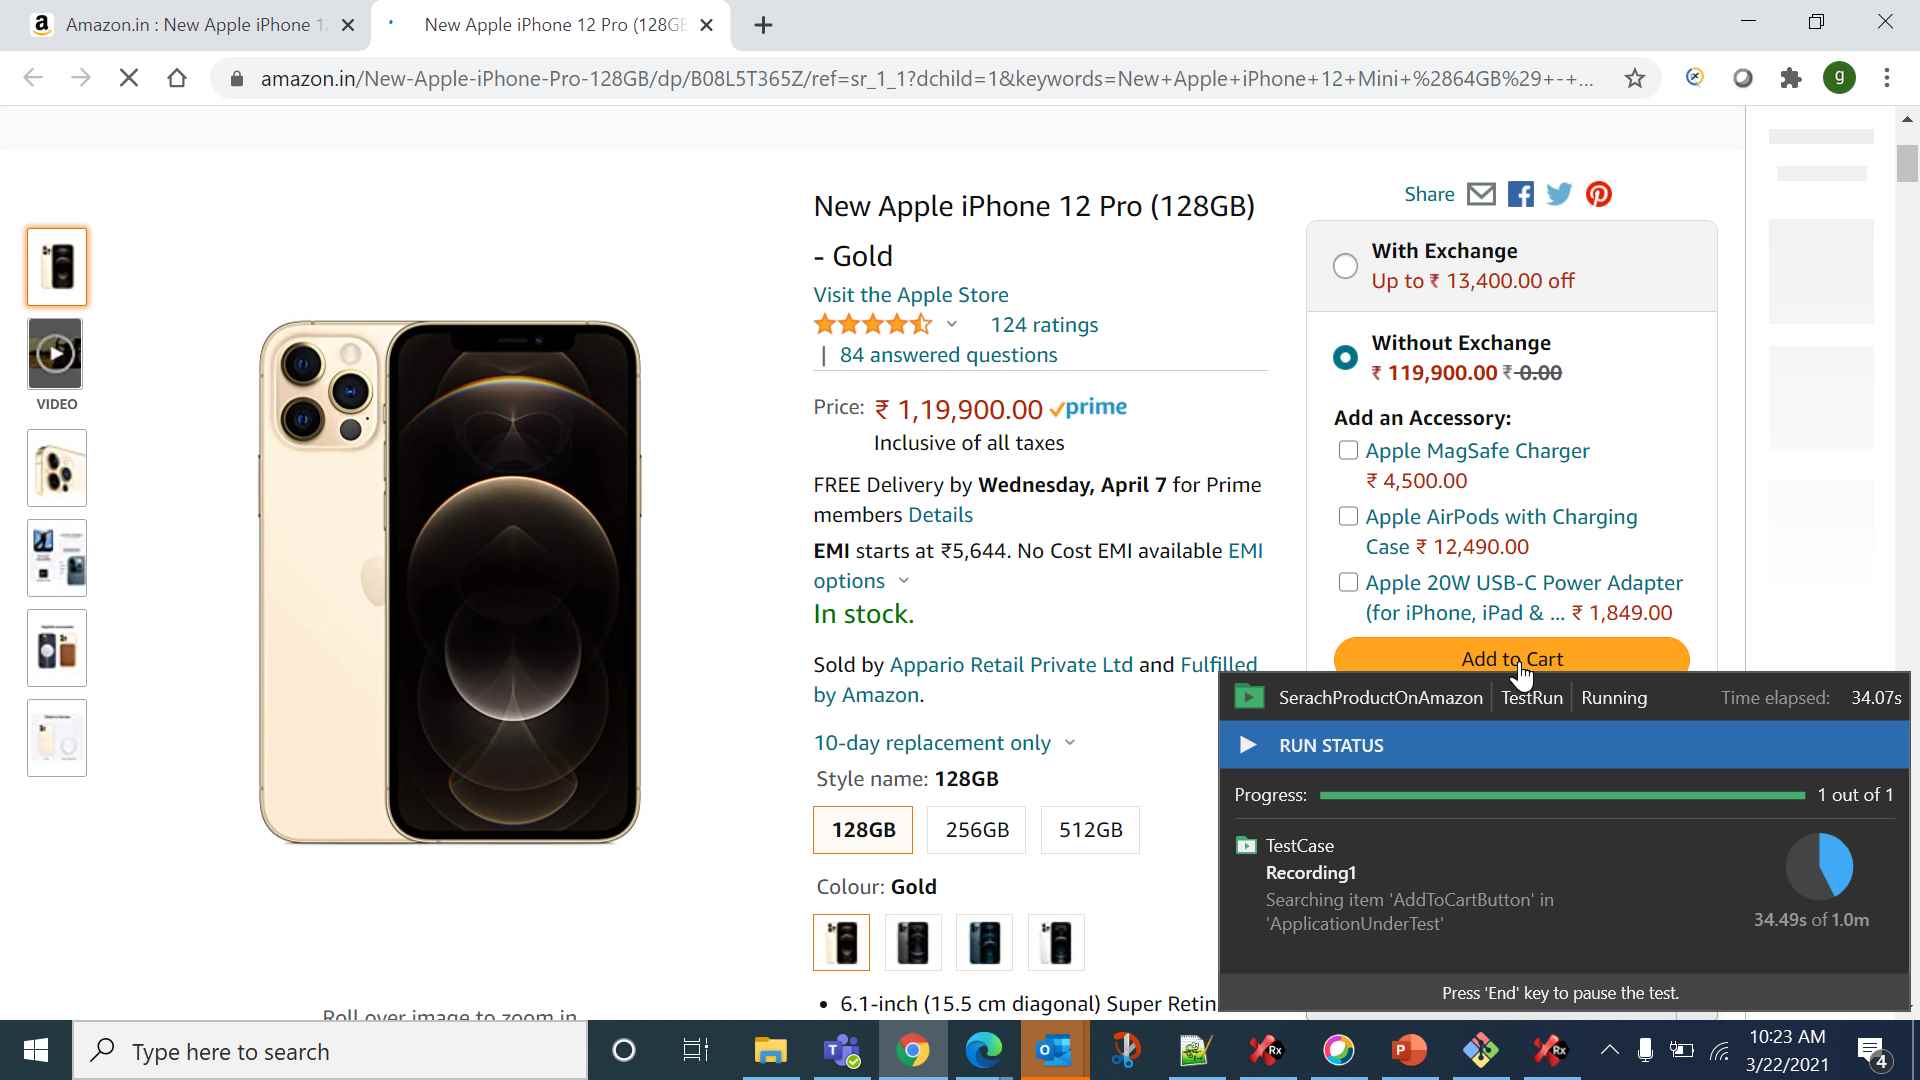 Amazon.in : New Apple iPhone 1
New Apple iPhone 12 Pro (128G
amazon.in/New-Apple-iPhone-Pro-128GB/dp/B08L5T365Z/ref=sr_1_1?dchild=1&keywords=New+Apple+iPhone+12+Mini+%2864GB%29+-+...
g
Share
New Apple iPhone 12 Pro (128GB)
- Gold
Visit the Apple Store
124 ratings
| 84 answered questions
Price: ₹ 1,19,900.00 prime
Inclusive of all taxes
FREE Delivery by Wednesday, April 7 for Prime
members Details
EMI starts at ₹5,644. No Cost EMI available EMI
options
In stock.
Sold by Appario Retail Private Ltd and Fulfilled
by Amazon.
10-day replacement only
Style name: 128GB
128GB 256GB 512GB
Colour: Gold
• 6.1-inch (15.5 cm diagonal) Super Retin
VIDEO
Roll over image to zoom in
With Exchange
Up to ₹ 13,400.00 off
Without Exchange
₹ 119,900.00 ₹ 0.00
Add an Accessory:
Apple MagSafe Charger
₹ 4,500.00
Apple AirPods with Charging
Case ₹ 12,490.00
Apple 20W USB-C Power Adapter
(for iPhone, iPad & ... ₹ 1,849.00
Add to Cart
SerachProductOnAmazon TestRun Running Time elapsed: 34.07s
RUN STATUS
Progress: 1 out of 1
TestCase
Recording1
Searching item 'AddToCartButton' in
'ApplicationUnderTest'
34.49s of 1.0m
Press 'End' key to pause the test.
Type here to search
10:23 AM
3/22/2021
4